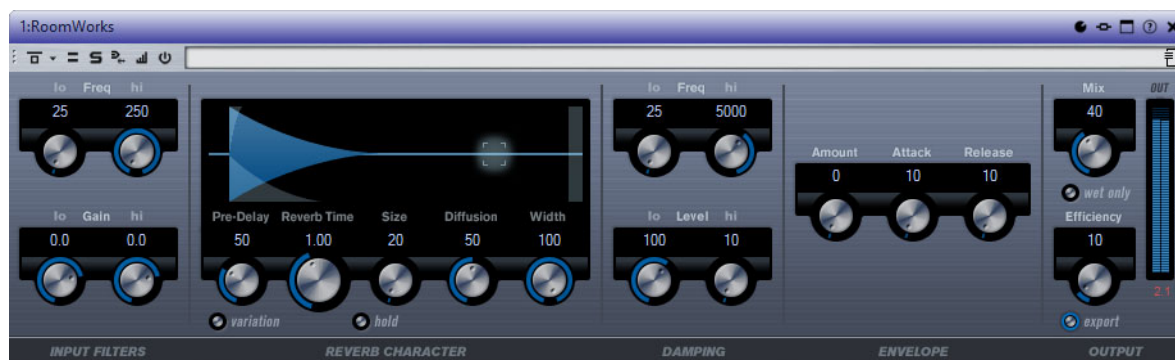 1:RoomWorks
lo Freq hi
25 250
lo Gain hi
0.0 0.0
INPUT FILTERS
Pre-Delay Reverb Time Size Diffusion Width
50 1.00 20 50 100
variation hold
REVERB CHARACTER
lo Freq hi
25 5000
lo Level hi
100 10
DAMPING
Amount Attack Release
0 10 10
ENVELOPE
Mix
40
wet only
Efficiency
10
export
OUT
2.1
OUTPUT